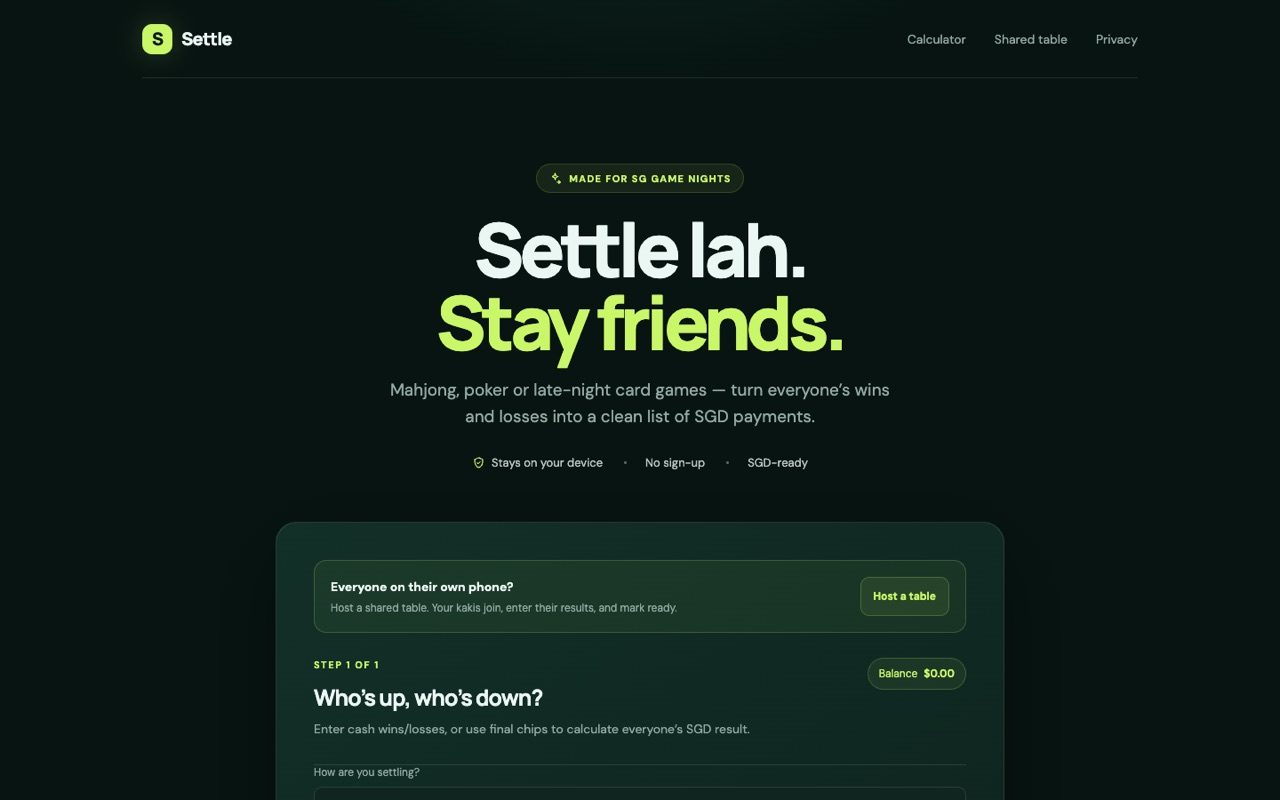 S Settle
Calculator Shared table Privacy
MADE FOR SG GAME NIGHTS
Settle lah.
Stay friends.
Mahjong, poker or late-night card games — turn everyone’s wins
and losses into a clean list of SGD payments.
Stays on your device · No sign-up · SGD-ready
Everyone on their own phone?
Host a shared table. Your kakis join, enter their results, and mark ready.
Host a table
STEP 1 OF 1
Balance $0.00
Who’s up, who’s down?
Enter cash wins/losses, or use final chips to calculate everyone’s SGD result.
How are you settling?